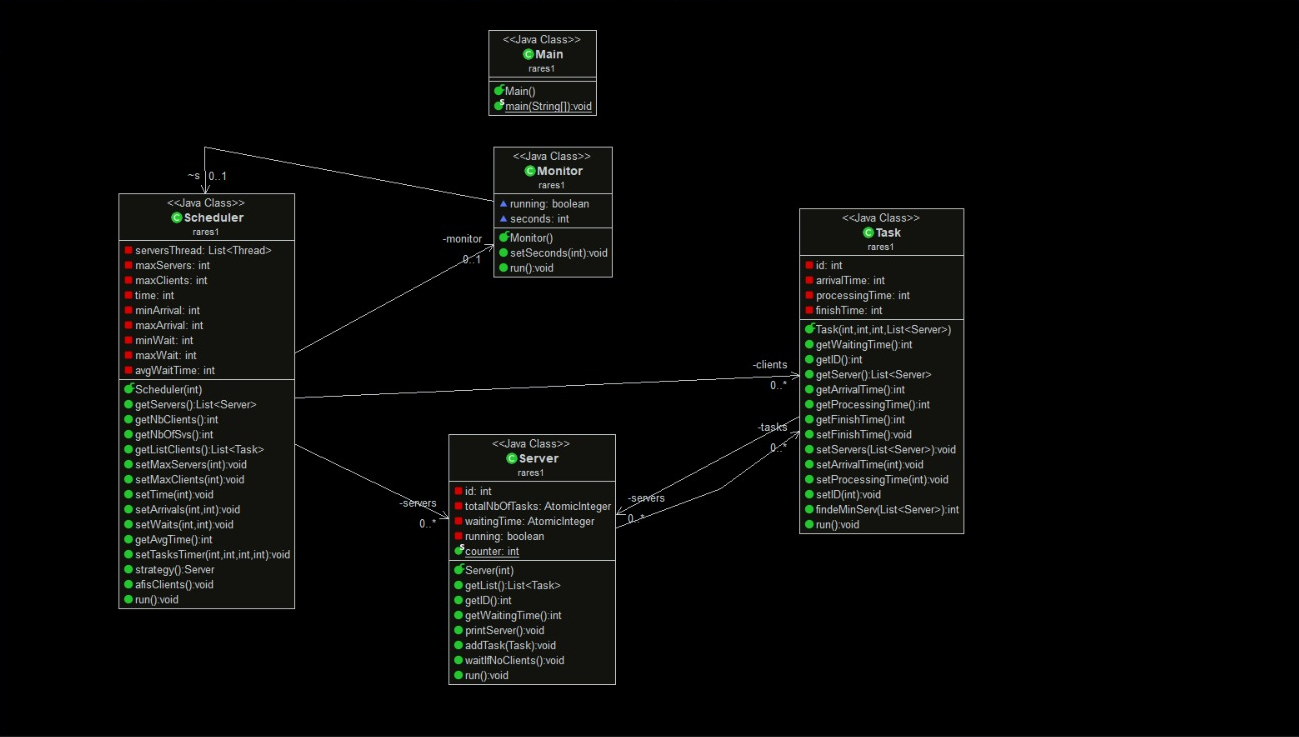 <<Java Class>>
Main
rares1
Main()
main(String[]):void
<<Java Class>>
Monitor
rares1
running: boolean
seconds: int
Monitor()
setSeconds(int):void
run():void
~s 0..1
<<Java Class>>
Scheduler
rares1
serversThread: List<Thread>
maxServers: int
maxClients: int
time: int
minArrival: int
maxArrival: int
minWait: int
maxWait: int
avgWaitTime: int
Scheduler(int)
getServers():List<Server>
getNbClients():int
getNbOfSvs():int
getListClients():List<Task>
setMaxServers(int):void
setMaxClients(int):void
setTime(int):void
setArrivals(int,int):void
setWaits(int,int):void
getAvgTime():int
setTasksTimer(int,int,int,int):void
strategy():Server
afisClients():void
run():void
-monitor
0..1
-clients
0..*
-servers
0..*
<<Java Class>>
Server
rares1
id: int
totalNbOfTasks: AtomicInteger
waitingTime: AtomicInteger
running: boolean
counter: int
Server(int)
getList():List<Task>
getID():int
getWaitingTime():int
printServer():void
addTask(Task):void
waitIfNoClients():void
run():void
-tasks
0..*
-servers
0..*
<<Java Class>>
Task
rares1
id: int
arrivalTime: int
processingTime: int
finishTime: int
Task(int,int,int,List<Server>)
getWaitingTime():int
getID():int
getServer():List<Server>
getArrivalTime():int
getProcessingTime():int
getFinishTime():int
setFinishTime():void
setServers(List<Server>):void
setArrivalTime(int):void
setProcessingTime(int):void
setID(int):void
findeMinServ(List<Server>):int
run():void